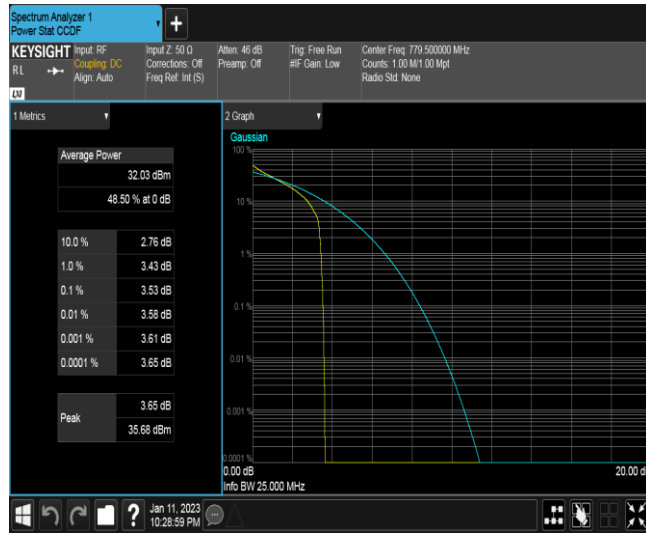 Spectrum Analyzer 1
Power Stat CCDF
+
KEYSIGHT Input: RF Input Z: 50 Ω Atten: 46 dB Trig: Free Run Center Freq: 779.500000 MHz
RL Coupling: DC Corrections: Off Preamp: Off #IF Gain: Low Counts: 1.00 M/1.00 Mpt
Align: Auto Freq Ref: Int (S) Radio Std: None
LXI
1 Metrics
Average Power
32.03 dBm
48.50 % at 0 dB
10.0 % 2.76 dB
1.0 % 3.43 dB
0.1 % 3.53 dB
0.01 % 3.58 dB
0.001 % 3.61 dB
0.0001 % 3.65 dB
Peak 3.65 dB
35.68 dBm
2 Graph
Gaussian
100 %
10 %
1 %
0.1 %
0.01 %
0.001 %
0.0001 %
0.00 dB 20.00 d
Info BW 25.000 MHz
? Jan 11, 2023
10:28:59 PM